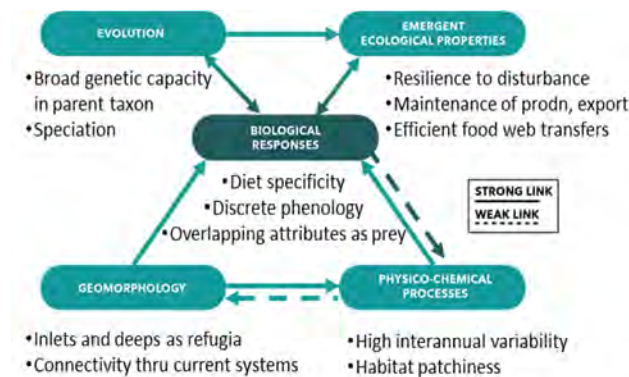 EVOLUTION
EMERGENT
ECOLOGICAL PROPERTIES
•Broad genetic capacity
in parent taxon
•Speciation
•Resilience to disturbance
•Maintenance of prodn, export
•Efficient food web transfers
BIOLOGICAL
RESPONSES
•Diet specificity
•Discrete phenology
•Overlapping attributes as prey
STRONG LINK
WEAK LINK
GEOMORPHOLOGY
PHYSICO-CHEMICAL
PROCESSES
•Inlets and deeps as refugia
•Connectivity thru current systems
•High interannual variability
•Habitat patchiness